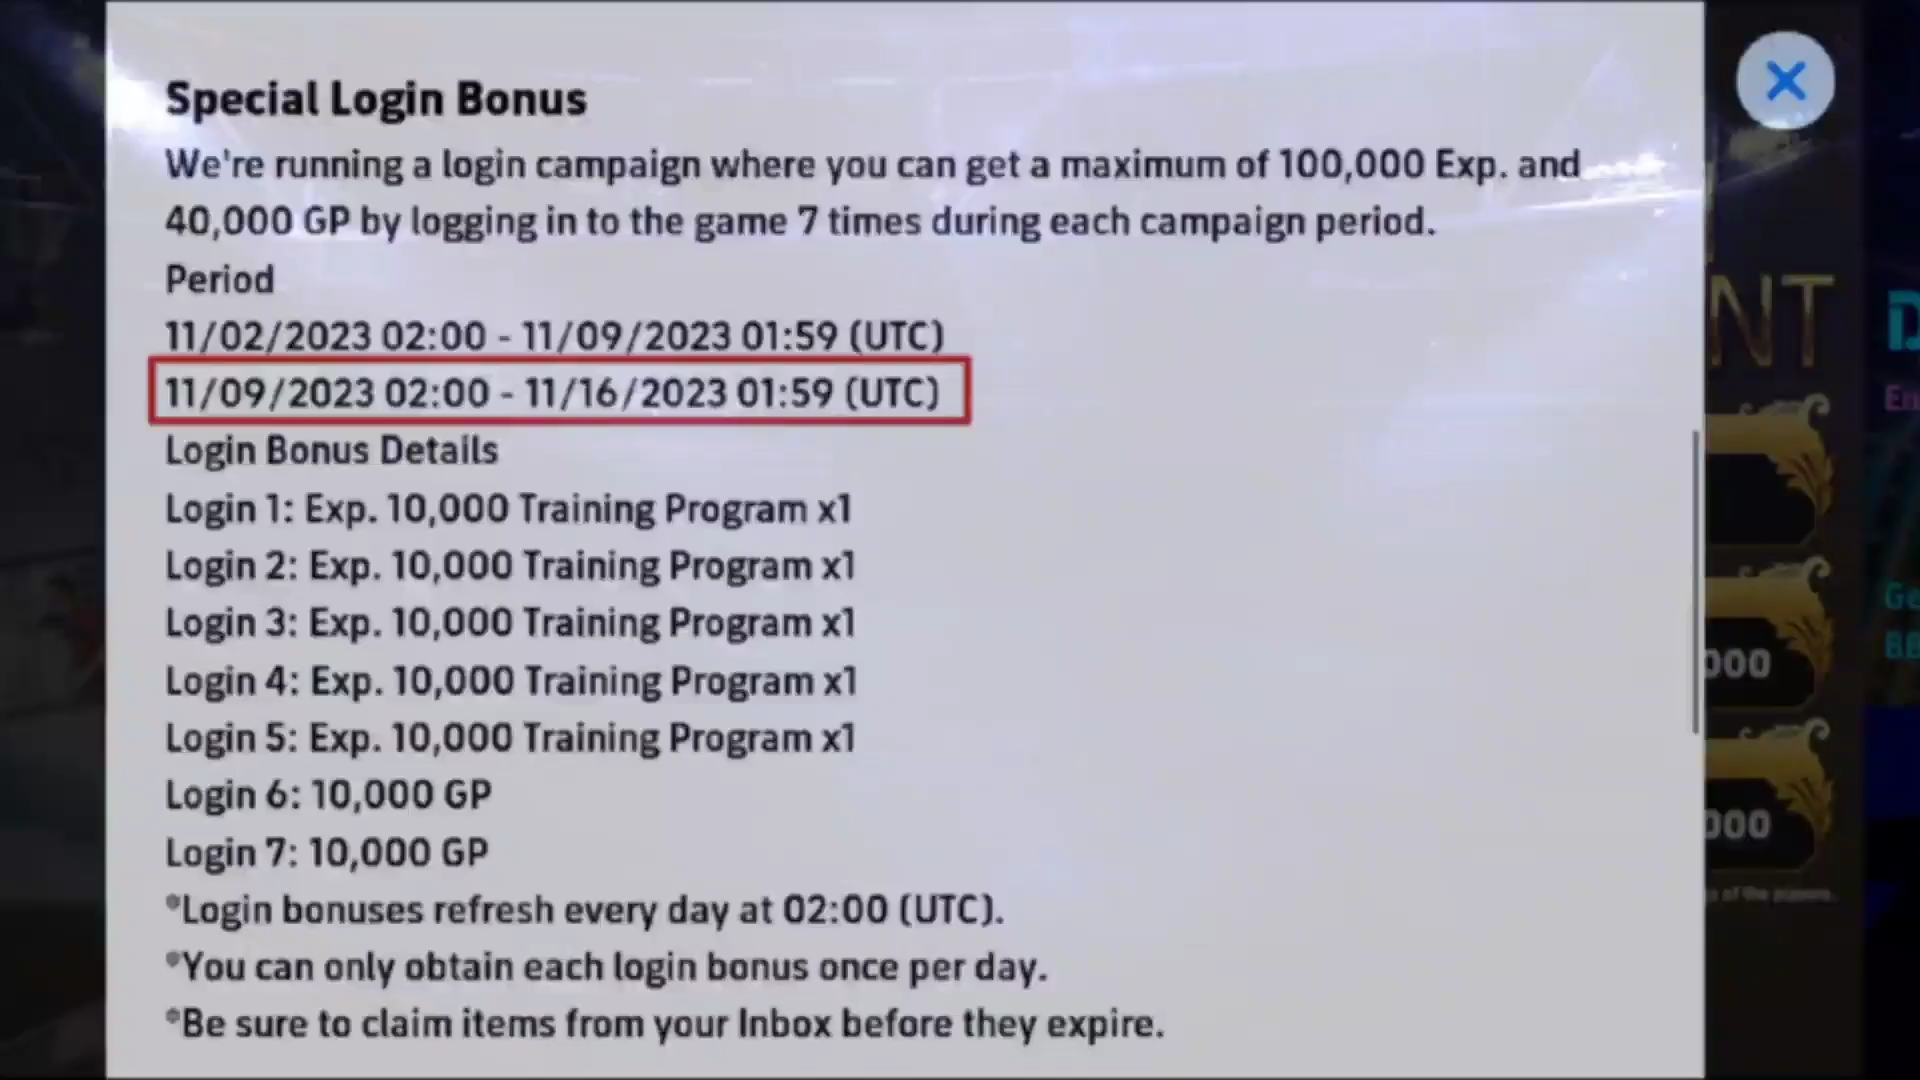 Special Login Bonus
We're running a login campaign where you can get a maximum of 100,000 Exp. and
40,000 GP by logging in to the game 7 times during each campaign period.
Period
11/02/2023 02:00 - 11/09/2023 01:59 (UTC)
11/09/2023 02:00 - 11/16/2023 01:59 (UTC)
Login Bonus Details
Login 1: Exp. 10,000 Training Program x1
Login 2: Exp. 10,000 Training Program x1
Login 3: Exp. 10,000 Training Program x1
Login 4: Exp. 10,000 Training Program x1
Login 5: Exp. 10,000 Training Program x1
Login 6: 10,000 GP
Login 7: 10,000 GP
*Login bonuses refresh every day at 02:00 (UTC).
*You can only obtain each login bonus once per day.
*Be sure to claim items from your Inbox before they expire.
NT
000
000